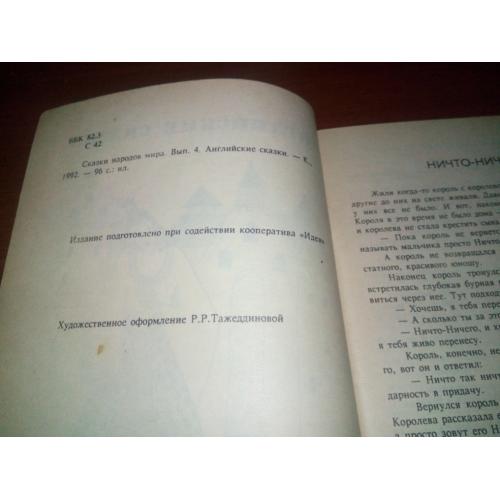 ББК 82.3
С 42
Сказки народов мира. Вып. 4. Английские сказки. — К.,
1992. — 96 с.: ил.
Издание подготовлено при содействии кооператива «Идея»
Художественное оформление Р.Р.Тажеддиновой
НИЧТО-НИЧ
Жили когда-то король с королев
другие до них на свете живали.
у них все не было. И вот, након
Короля в это время не было дома
и королева не стала крестить сына.
— Пока король не вернетс
называть мальчика просто Ничто
А король не возвращался
статного, красивого юношу.
Наконец король тронулс
встретилась глубокая бурная
виться через нее. Тут подход
— Хочешь, я тебя пере
— А сколько ты за это
— Ничто-Ничего, и
я тебя живо перенесу.
Король, конечно, не
го, вот он и ответил:
— Ничто так ничт
дарность в придачу.
Вернулся король
Королева рассказала е
а просто зовут его Н